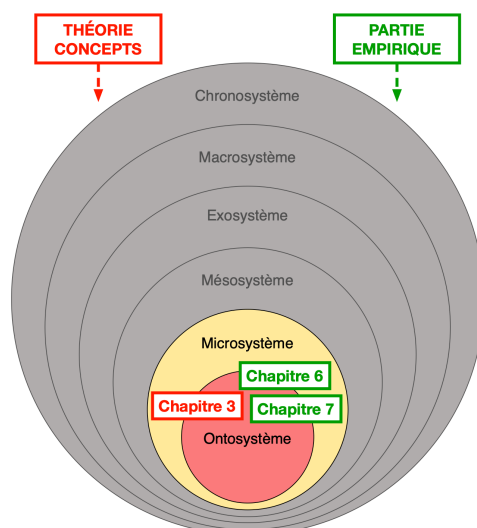 THÉORIE
CONCEPTS
PARTIE
EMPIRIQUE
Chronosystème
Macrosystème
Exosystème
Mésosystème
Microsystème
Chapitre 6
Chapitre 3
Chapitre 7
Ontosystème